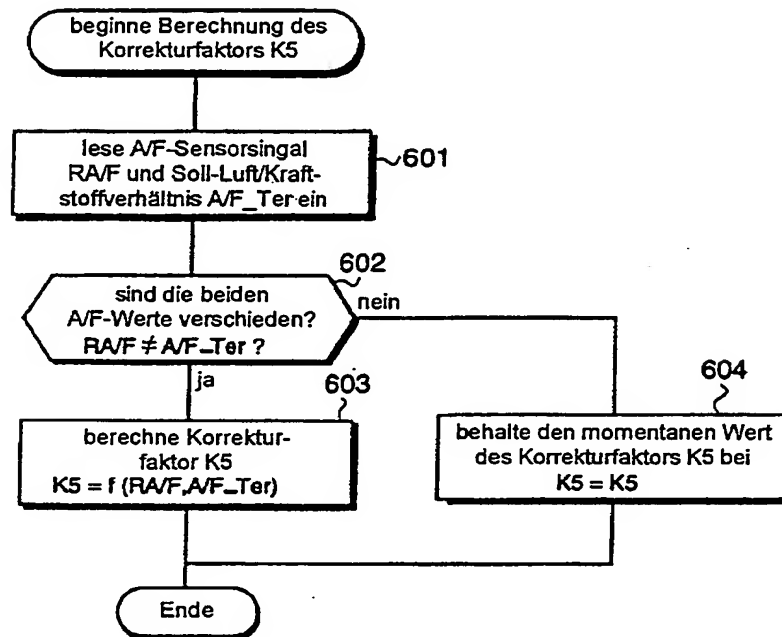 beginne Berechnung des
Korrekturfaktors K5
lese A/F-Sensorsingal
RA/F und Soll-Luft/Kraft-
stoffverhältnis A/F_Ter ein
601
602
sind die beiden
A/F-Werte verschieden?
RA/F ≠ A/F_Ter ?
nein
ja
603
berechne Korrektur-
faktor K5
K5 = f (RA/F,A/F_Ter)
604
behalte den momentanen Wert
des Korrekturfaktors K5 bei
K5 = K5
Ende